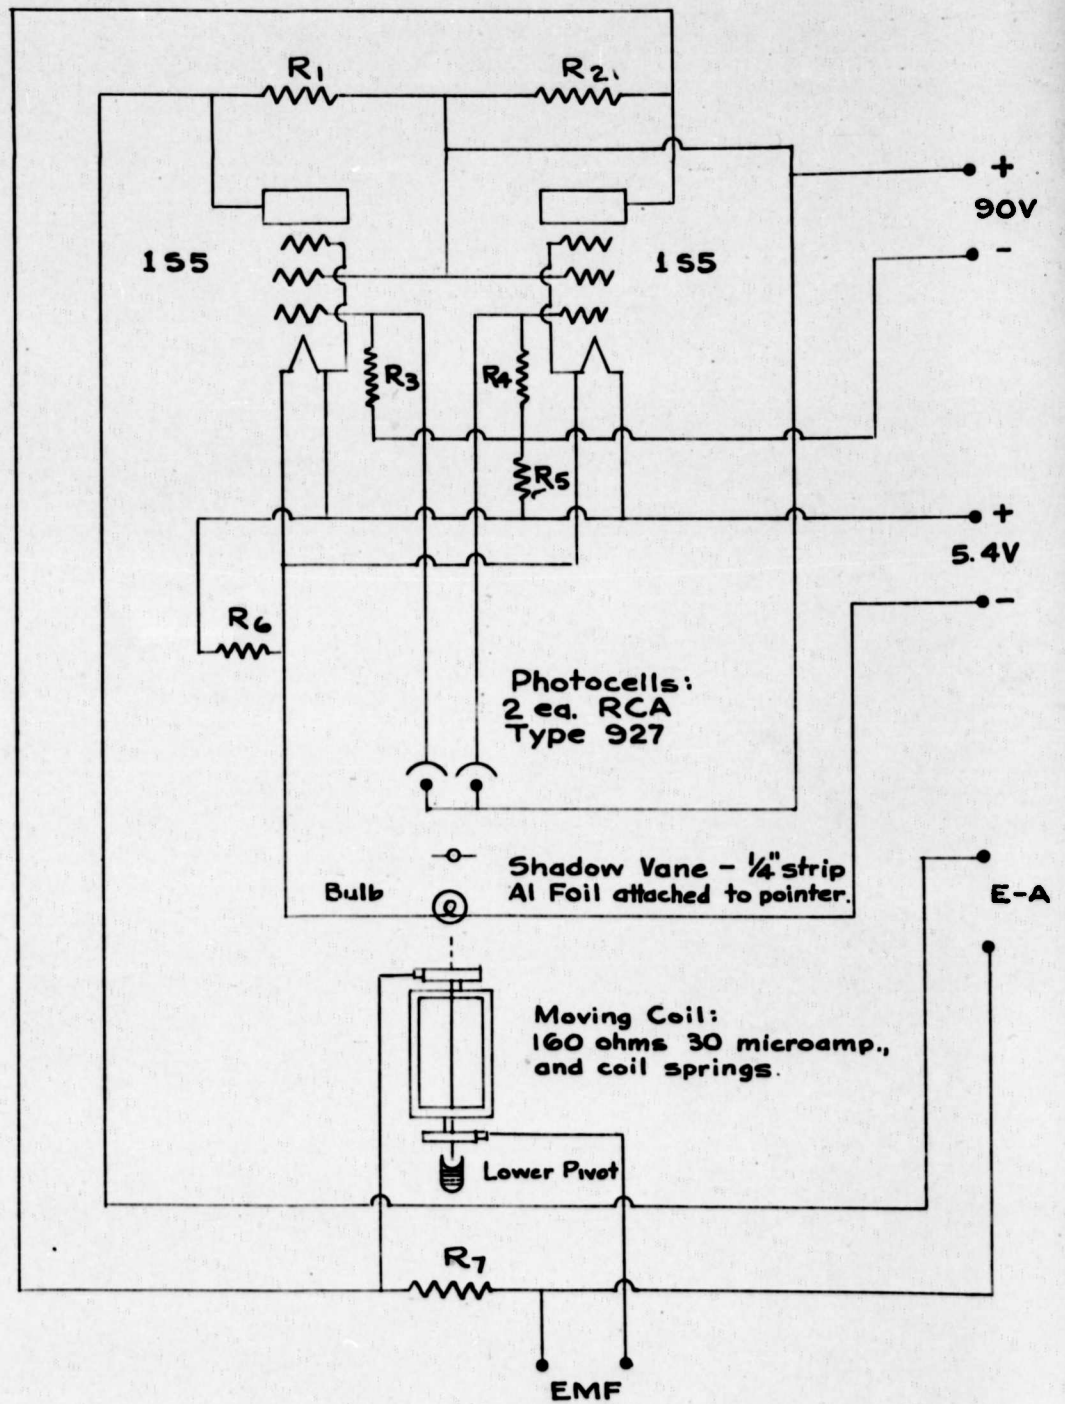 R1
R2
+
90V
-
1S5
1S5
R3
R4
R5
+
5.4V
-
R6
Photocells:
2 ea. RCA
Type 927
Shadow Vane - 1/4" strip
Al Foil attached to pointer.
Bulb
E-A
Moving Coil:
160 ohms 30 microamp.,
and coil springs.
Lower Pivot
R7
EMF